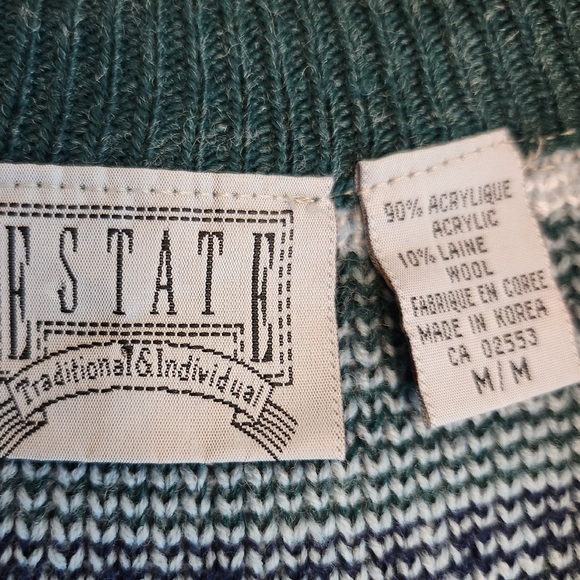 ESTATE
Traditional & Individual
90% ACRYLIQUE
ACRYLIC
10% LAINE
WOOL
FABRIQUE EN COREE
MADE IN KOREA
CA 02553
M/M